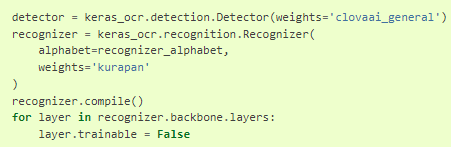 detector = keras_ocr.detection.Detector(weights='clovaai_general')
recognizer = keras_ocr.recognition.Recognizer(
    alphabet=recognizer_alphabet,
    weights='kurapan'
)
recognizer.compile()
for layer in recognizer.backbone.layers:
    layer.trainable = False